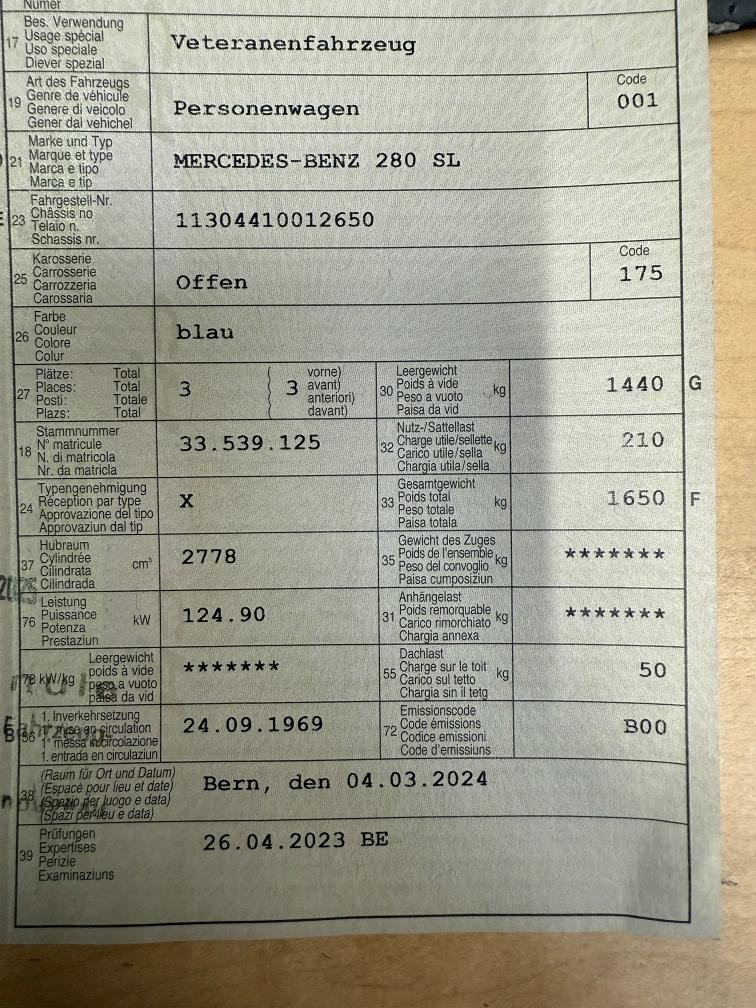 Numer
17 Bes. Verwendung
Usage spécial
Uso speciale
Diever spezial
Veteranenfahrzeug
19 Art des Fahrzeugs
Genre de véhicule
Genere di veicolo
Gener dal vehichel
Personenwagen
Code
001
21 Marke und Typ
Marque et type
Marca e tipo
Marca e tip
MERCEDES-BENZ 280 SL
23 Fahrgestell-Nr.
Châssis no
Telaio n.
Schassis nr.
11304410012650
25 Karosserie
Carrosserie
Carrozzeria
Carossaria
Offen
Code
175
26 Farbe
Couleur
Colore
Colur
blau
27 Plätze: Total
Places: Total
Posti: Totale
Plazs: Total
3
( vorne)
( 3 avant)
( anteriori)
( davant)
30 Leergewicht
Poids à vide kg
Peso a vuoto
Paisa da vid
1440 G
18 Stammnummer
N° matricule
N. di matricola
Nr. da matricla
33.539.125
32 Nutz-/Sattellast
Charge utile/sellette kg
Carico utile/sella
Chargia utila/sella
210
24 Typengenehmigung
Réception par type
Approvazione del tipo
Approvaziun dal tip
X
33 Gesamtgewicht
Poids total kg
Peso totale
Paisa totala
1650 F
37 Hubraum
Cylindrée cm³
Cilindrata
Cilindrada
2778
35 Gewicht des Zuges
Poids de l'ensemble kg
Peso del convoglio
Paisa cumposiziun
*******
76 Leistung
Puissance kW
Potenza
Prestaziun
124.90
31 Anhängelast
Poids remorquable kg
Carico rimorchiato
Chargia annexa
*******
78 kW/kg Leergewicht
poids à vide
peso a vuoto
paisa da vid
*******
55 Dachlast
Charge sur le toit kg
Carico sul tetto
Chargia sin il tetg
50
36 1. Inverkehrsetzung
1re mise en circulation
1a messa in circolazione
1. entrada en circulaziun
24.09.1969
72 Emissionscode
Code émissions
Codice emissioni
Code d'emissiuns
B00
38 (Raum für Ort und Datum)
(Espace pour lieu et date)
(Spazio per luogo e data)
(Spazi per lieu e data)
Bern, den 04.03.2024
39 Prüfungen
Expertises
Perizie
Examinaziuns
26.04.2023 BE